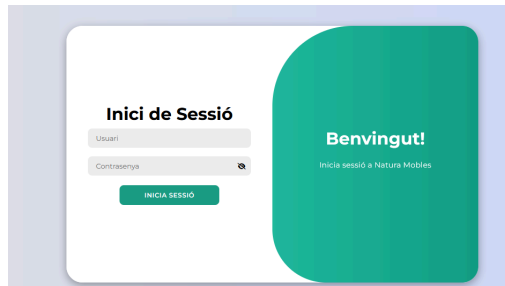 Inici de Sessió
Usuari
Contrasenya
INICIA SESSIÓ
Benvingut!
Inicia sessió a Natura Mobles